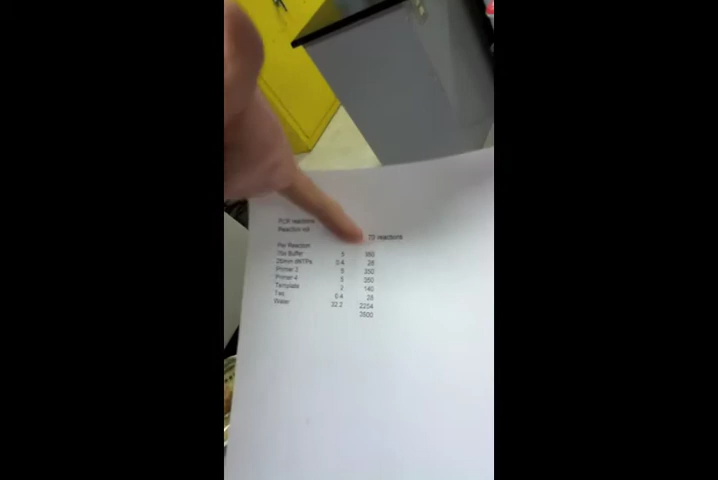 PCR reactions
Reaction vol
70 reactions
Per Reaction
Buffer 5 350
dNTPs 0.4 28
Primer 3 5 350
Primer 4 5 350
Template 2 140
Taq 0.4 28
Water 32.2 2254
3500